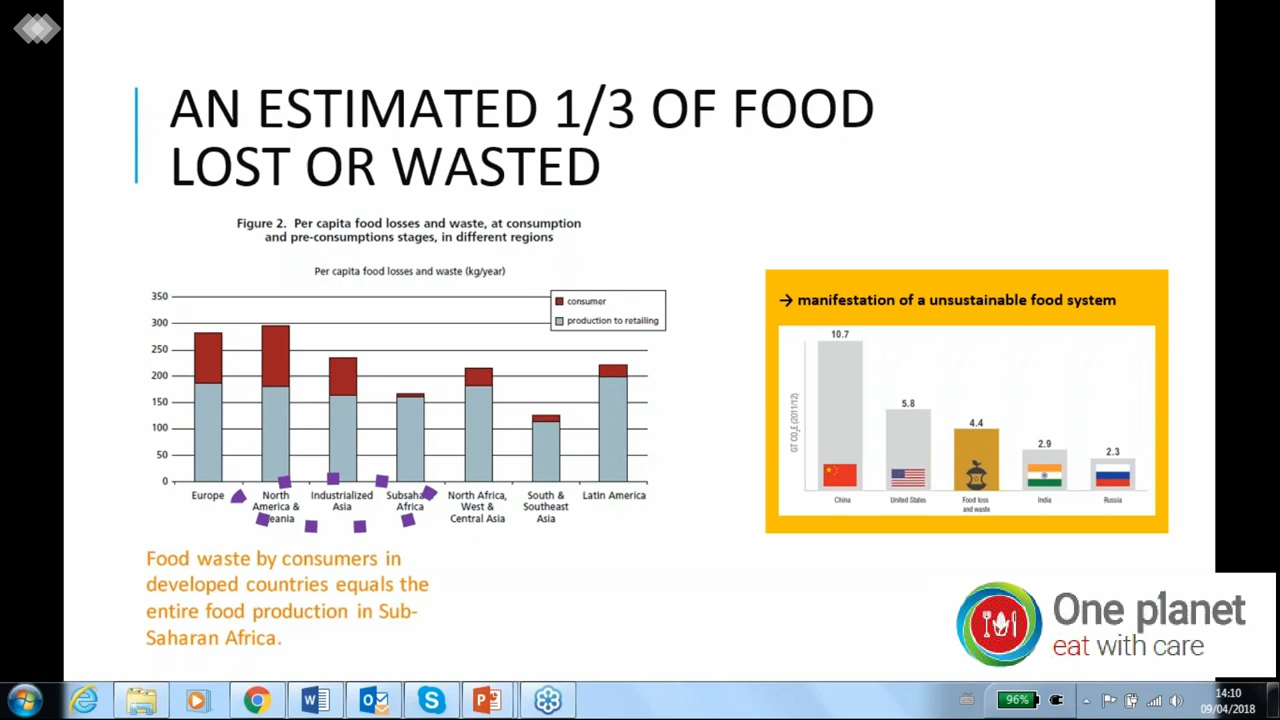 AN ESTIMATED 1/3 OF FOOD
LOST OR WASTED
Figure 2. Per capita food losses and waste, at consumption
and pre-consumptions stages, in different regions
Per capita food losses and waste (kg/year)
consumer
production to retailing
350
300
250
200
150
100
50
0
Europe
North
America &
eania
Industrialized
Asia
Subsaha
Africa
North Africa,
West &
Central Asia
South &
Southeast
Asia
Latin America
Food waste by consumers in
developed countries equals the
entire food production in Sub-
Saharan Africa.
→ manifestation of a unsustainable food system
GT CO₂E (2011/12)
10.7
5.8
4.4
2.9
2.3
China
United States
Food loss
and waste
India
Russia
One planet
eat with care
96%
14:10
09/04/2018